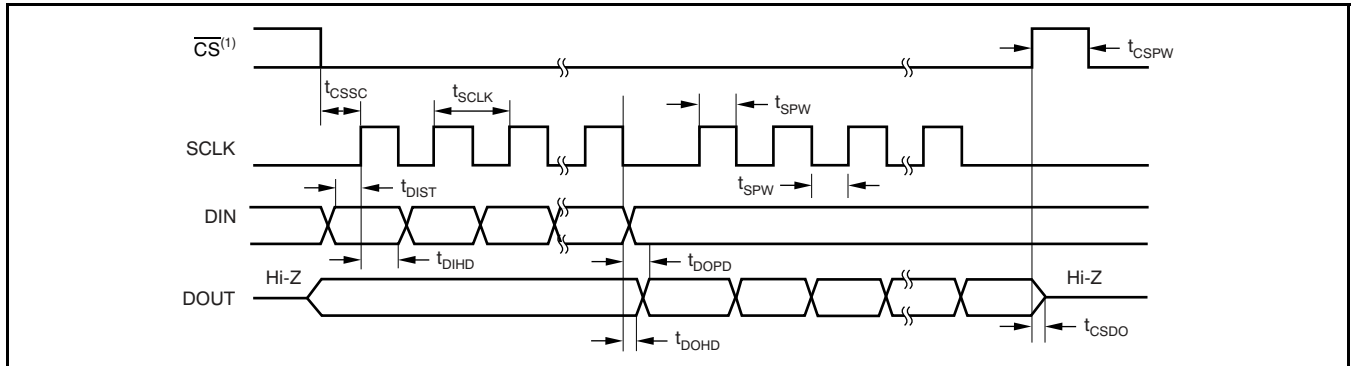 CS(1)
tCSPW
tCSSC
tSCLK
tSPW
SCLK
tDIST
tSPW
DIN
tDIHD
tDOPD
Hi-Z
Hi-Z
DOUT
tDOHD
tCSDO